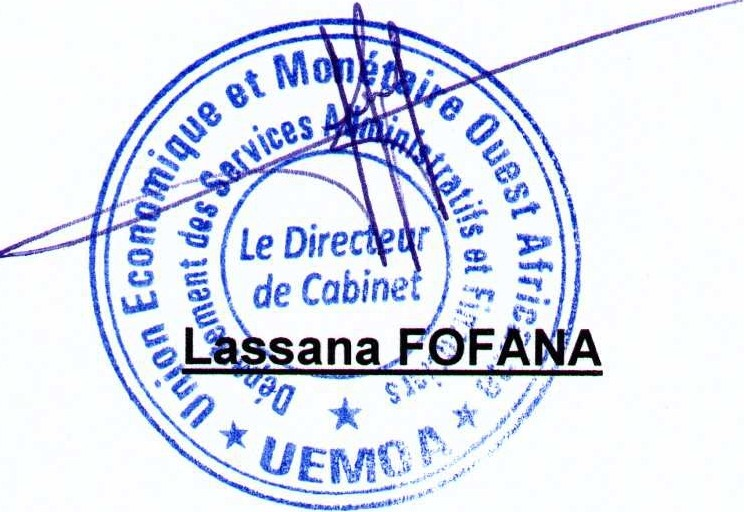 Union Economique et Monétaire Ouest Africaine
Département des Services Administratifs et Financiers
Le Directeur
de Cabinet
Lassana FOFANA
UEMOA